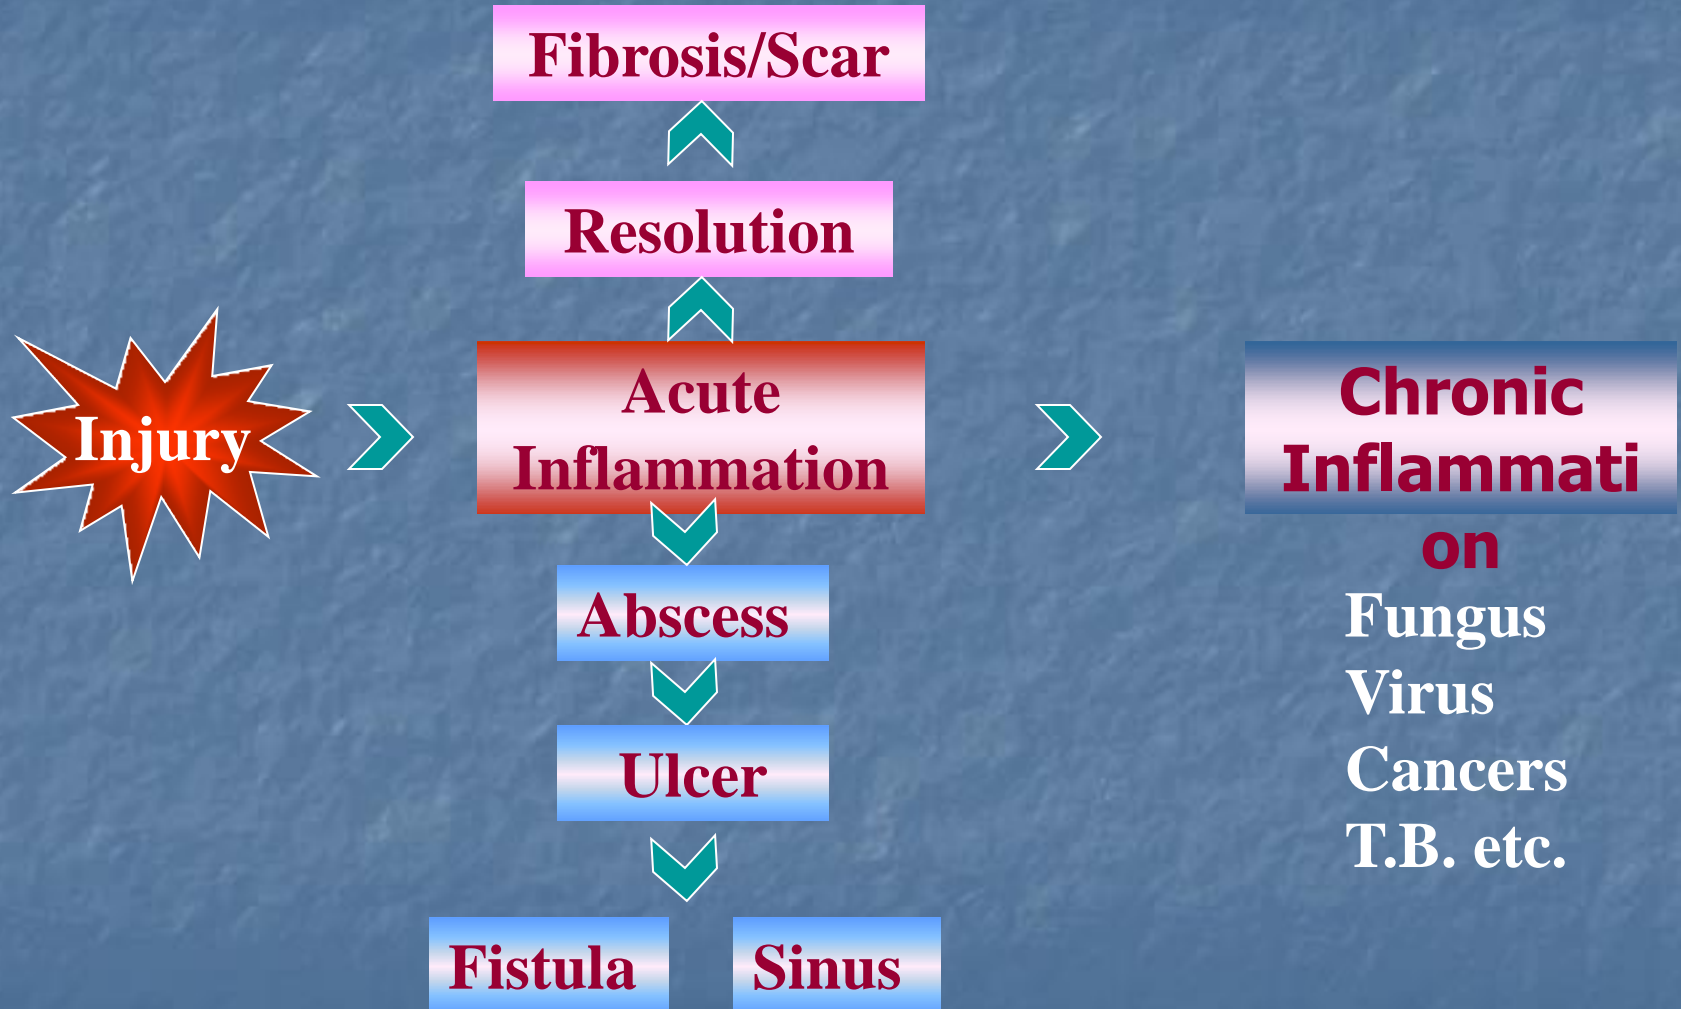 Fibrosis/Scar
Resolution
Injury
Acute
Inflammation
Chronic
Inflammati
on
Abscess
Ulcer
Fistula
Sinus
Fungus
Virus
Cancers
T.B. etc.